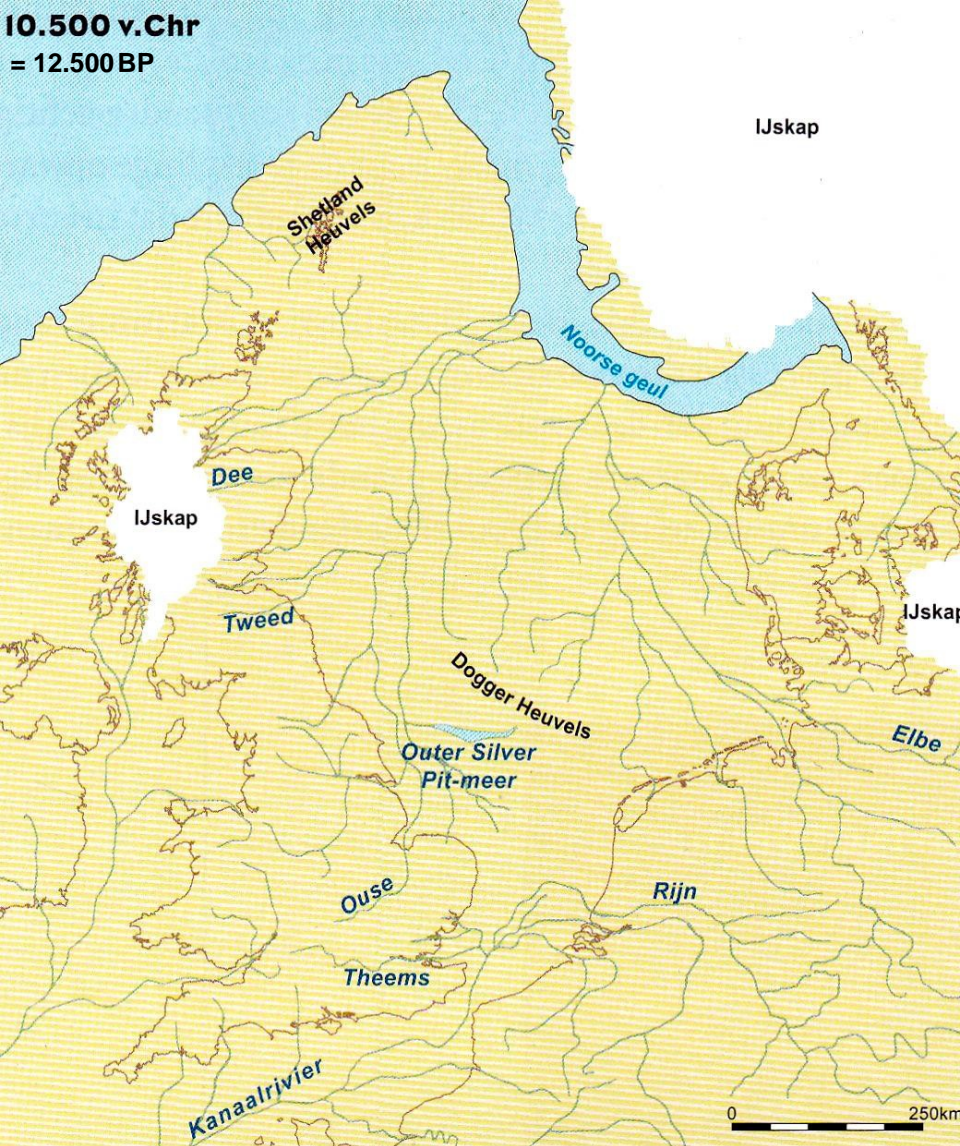 10.500 v.Chr
= 12.500 BP
IJskap
Shetland
Heuvels
Noorse geul
Dee
IJskap
Tweed
IJskap
Dogger Heuvels
Elbe
Outer Silver
Pit-meer
Ouse
Rijn
Theems
Kanaalrivier
0 250km